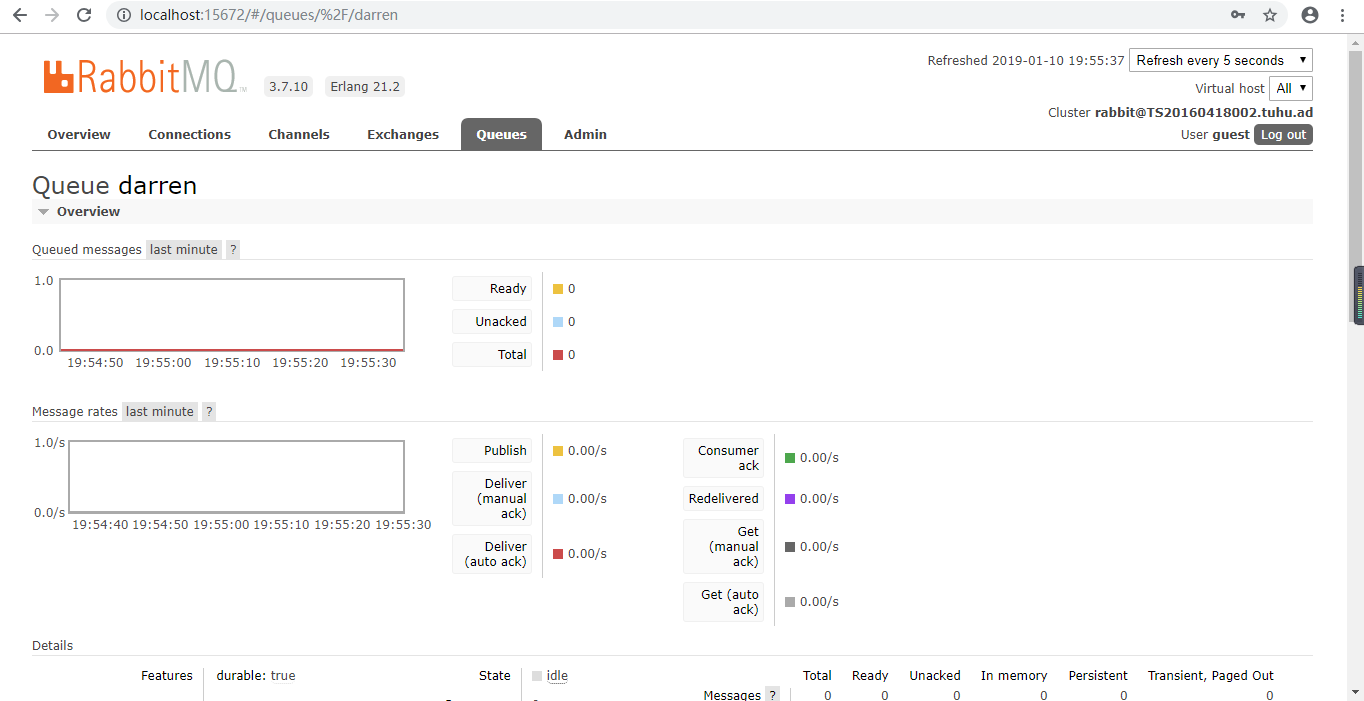 localhost:15672/#/queues/%2F/darren
RabbitMQ TM 3.7.10 Erlang 21.2
Refreshed 2019-01-10 19:55:37 Refresh every 5 seconds
Virtual host All
Cluster rabbit@TS20160418002.tuhu.ad
User guest Log out
Overview Connections Channels Exchanges Queues Admin
Queue darren
Overview
Queued messages last minute ?
1.0
0.0
19:54:50 19:55:00 19:55:10 19:55:20 19:55:30
Ready 0
Unacked 0
Total 0
Message rates last minute ?
1.0/s
0.0/s
19:54:40 19:54:50 19:55:00 19:55:10 19:55:20 19:55:30
Publish 0.00/s
Deliver
(manual
ack)
0.00/s
Deliver
(auto ack)
0.00/s
Consumer
ack
0.00/s
Redelivered 0.00/s
Get
(manual
ack)
0.00/s
Get (auto
ack)
0.00/s
Details
Features durable: true
State idle
Total Ready Unacked In memory Persistent Transient, Paged Out
Messages ? 0 0 0 0 0 0